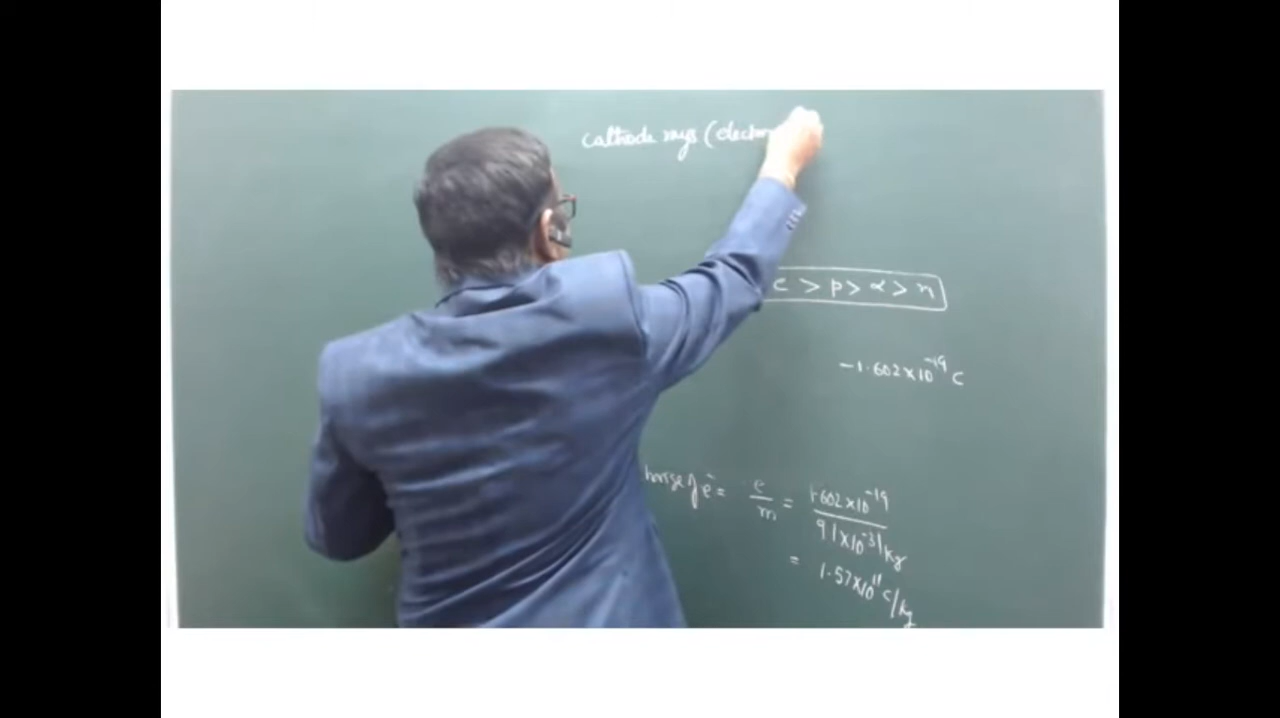 cathode rays (electron
e > p > α > n
-1.602×10⁻¹⁹ C
of e⁻ = e/m = 1.602×10⁻¹⁹ / 9.1×10⁻³¹ kg
= 1.57×10¹¹ C/kg